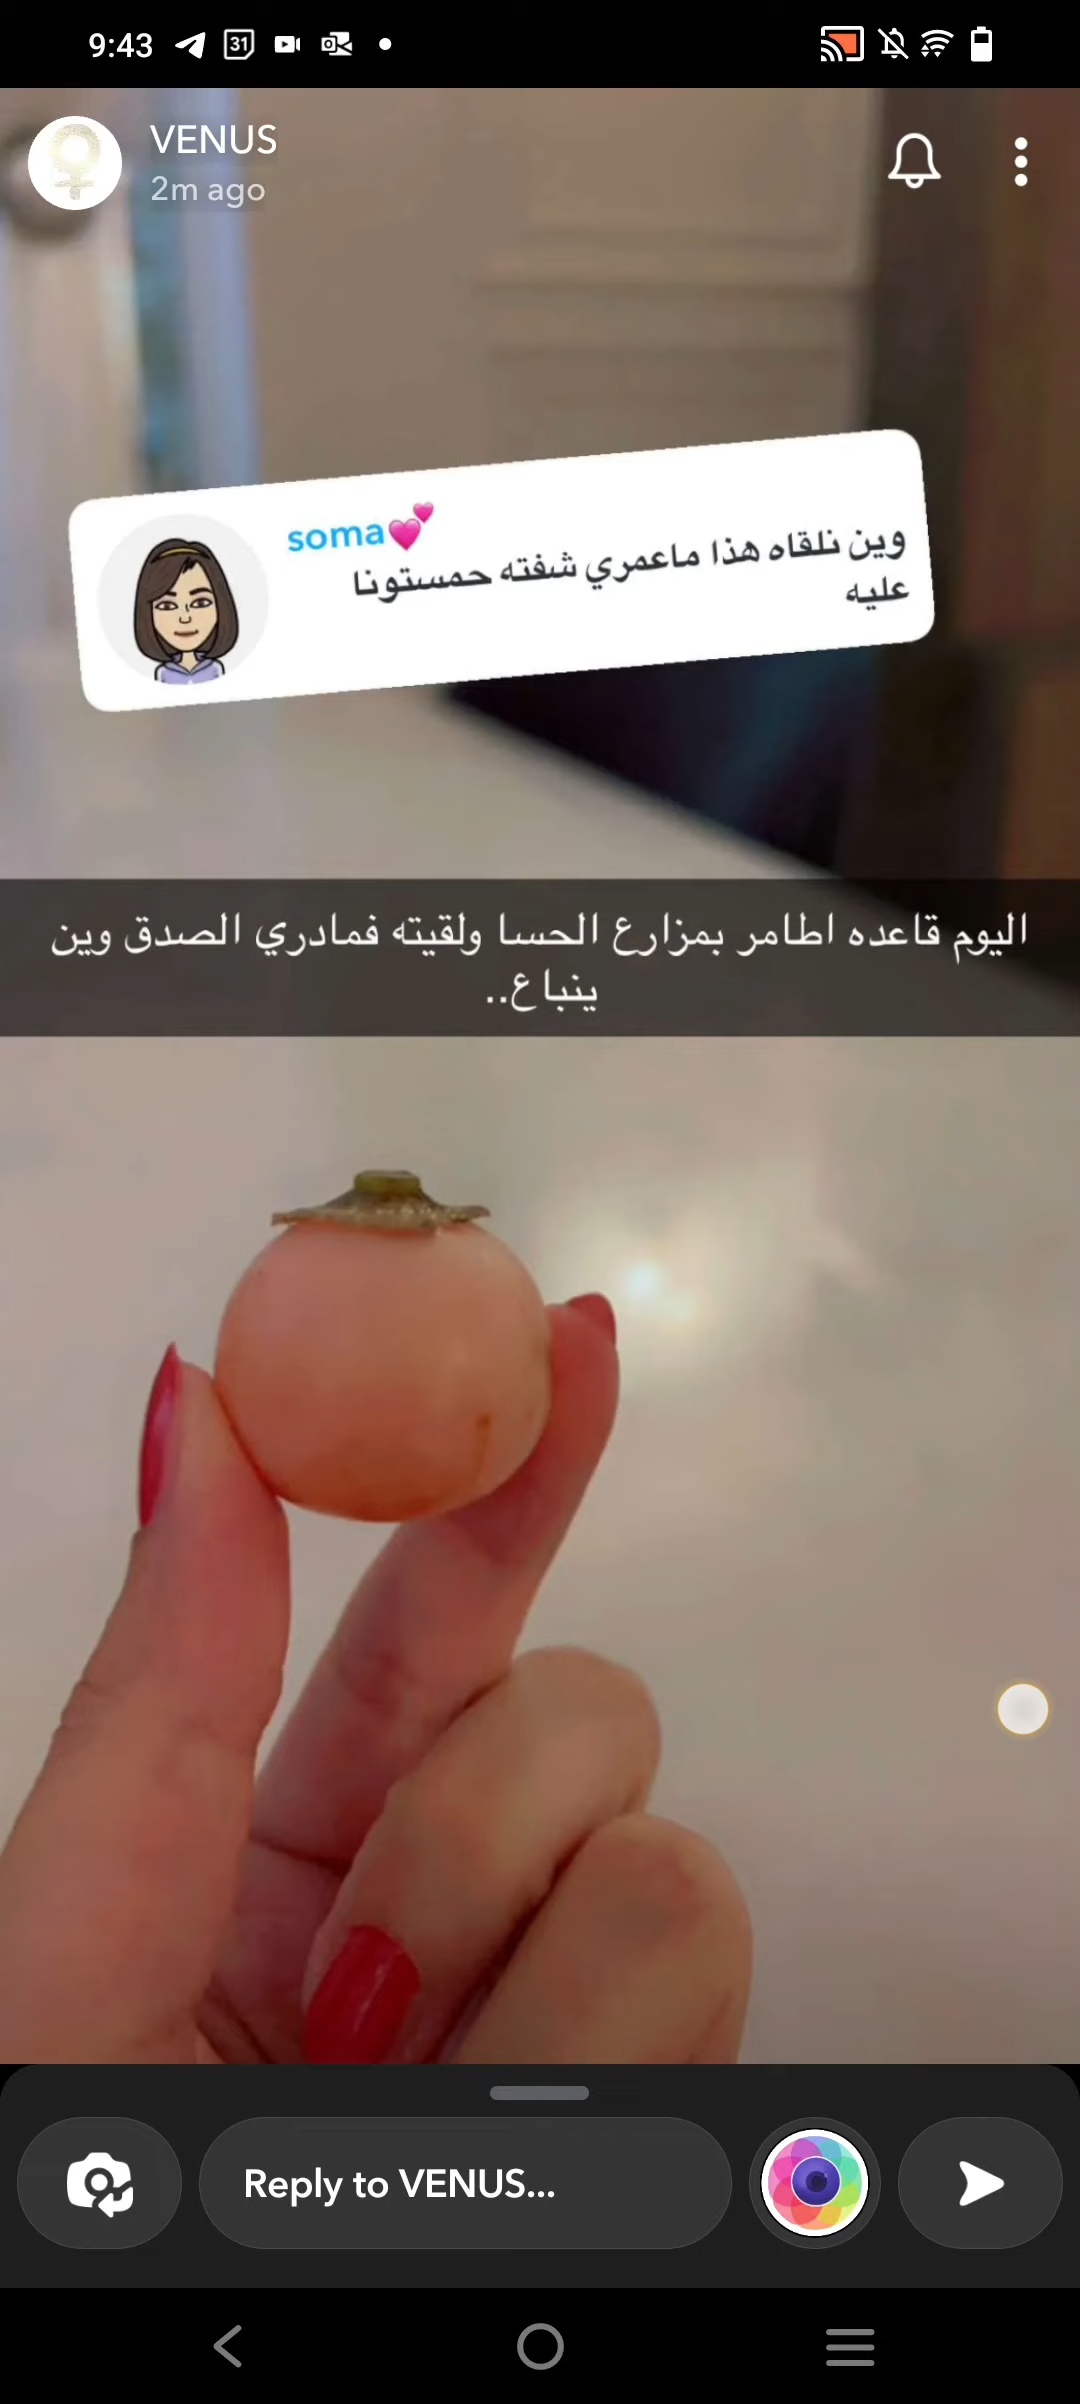 9:43
31
VENUS
2m ago
soma💕
وين نلقاه هذا ماعمري شفته حمستونا
عليه
اليوم قاعده اطامر بمزارع الحسا ولقيته فمادري الصدق وين
ينباع..
Reply to VENUS...